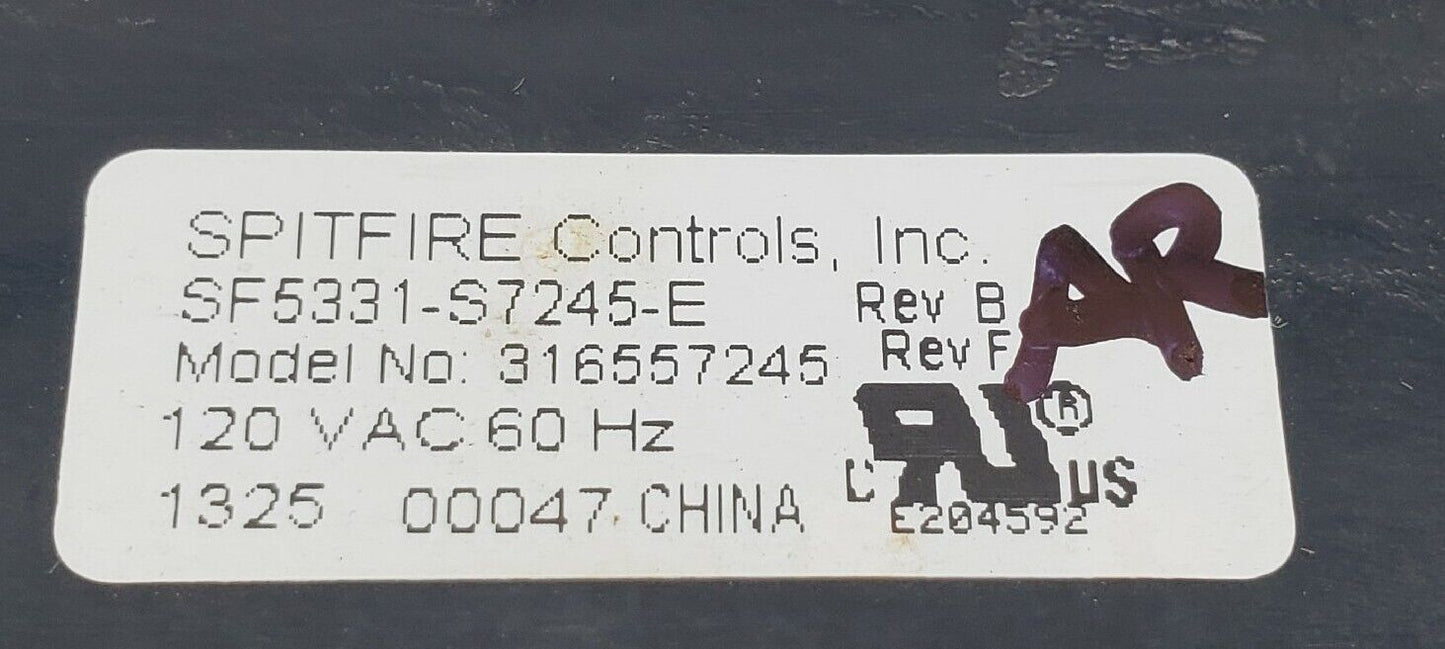 SPITFIRE Controls, Inc.
SF5331-S7245-E Rev B
Model No: 316557245 Rev F
120 VAC 60 Hz
®
C US
1325 00047 CHINA E204592
AR